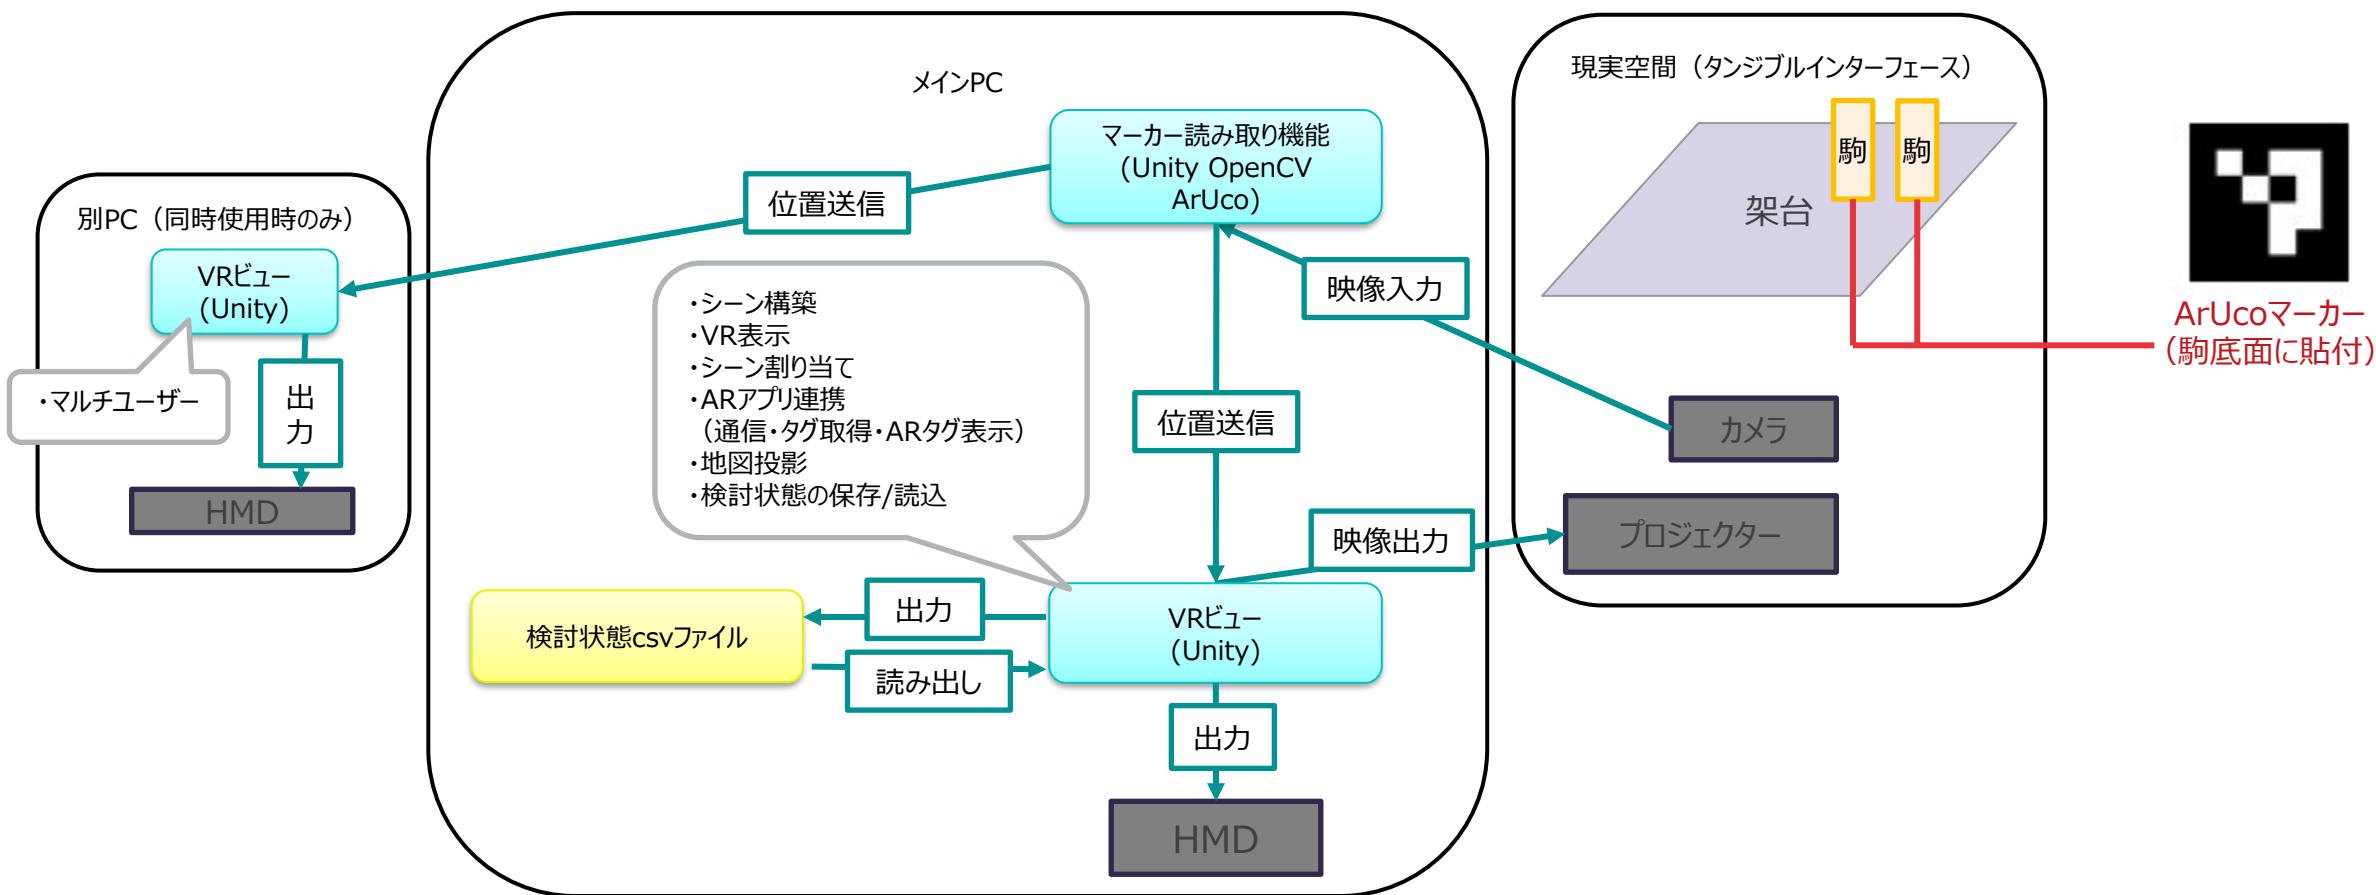 別PC（同時使用時のみ）
VRビュー
(Unity)
・マルチユーザー
出
力
HMD
メインPC
マーカー読み取り機能
(Unity OpenCV
ArUco)
位置送信
・シーン構築
・VR表示
・シーン割り当て
・ARアプリ連携
（通信・タグ取得・ARタグ表示）
・地図投影
・検討状態の保存/読込
映像入力
位置送信
映像出力
検討状態csvファイル
出力
読み出し
VRビュー
(Unity)
出力
HMD
現実空間（タンジブルインターフェース）
駒
駒
架台
カメラ
プロジェクター
ArUcoマーカー
（駒底面に貼付）